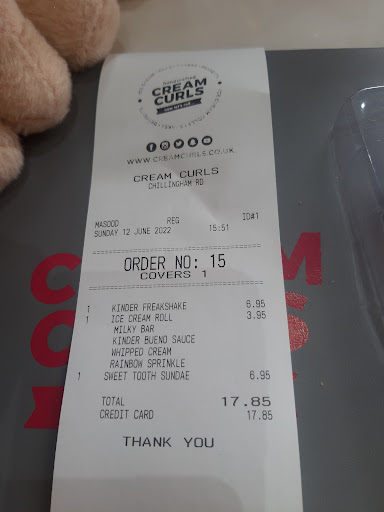 CREAM
CURLS
WWW.CREAMCURLS.CO.UK
CREAM CURLS
CHILLINGHAM RD
MASOOD REG ID#1
SUNDAY 12 JUNE 2022 15:51
ORDER NO: 15
COVERS 1
1 KINDER FREAKSHAKE 6.95
1 ICE CREAM ROLL 3.95
MILKY BAR
KINDER BUENO SAUCE
WHIPPED CREAM
RAINBOW SPRINKLE
1 SWEET TOOTH SUNDAE 6.95
TOTAL 17.85
CREDIT CARD 17.85
THANK YOU